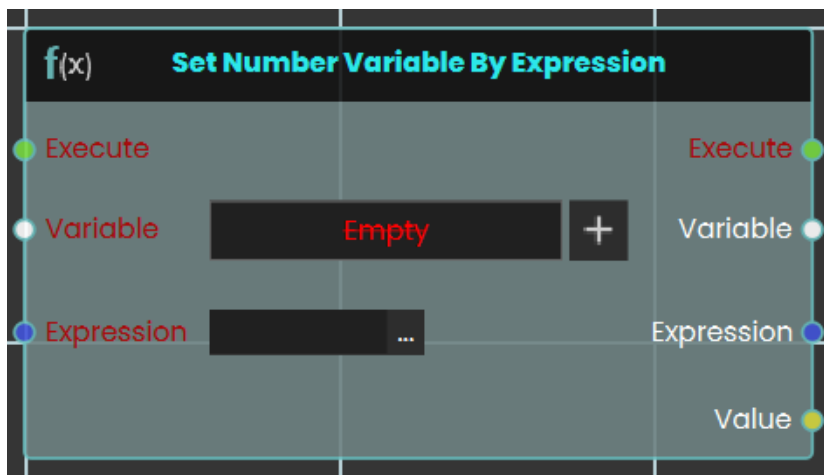 f(x) Set Number Variable By Expression
Execute Execute
Variable Empty + Variable
Expression ... Expression
Value